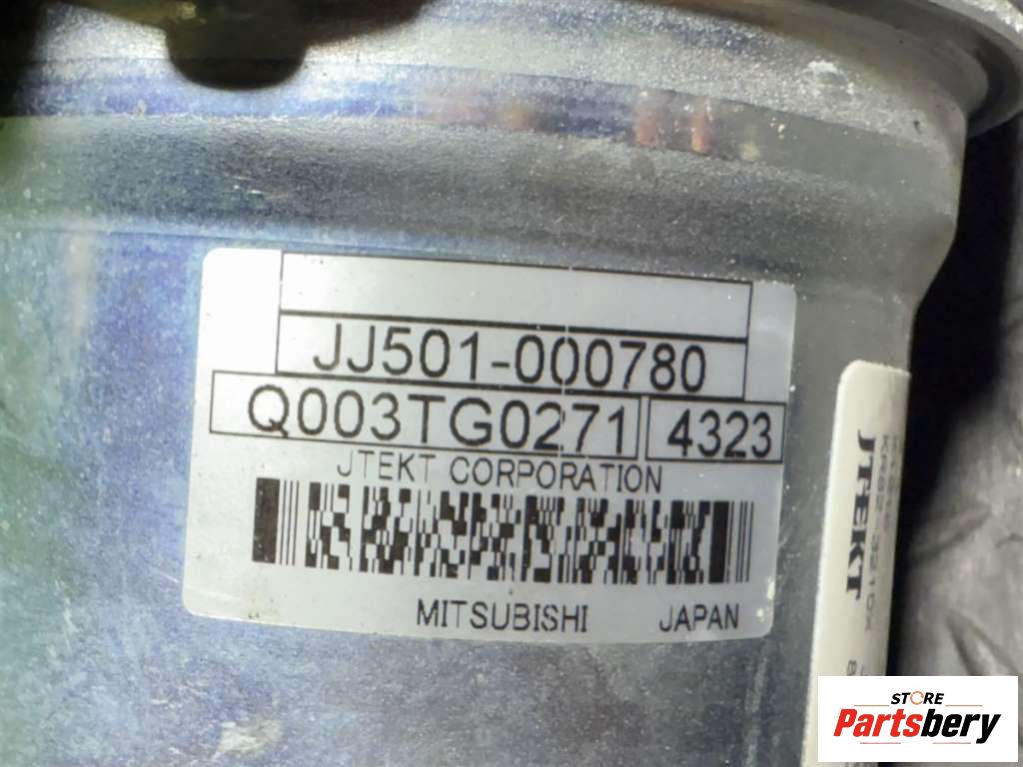 JJ501-000780
Q003TG0271 4323
JTEKT CORPORATION
MITSUBISHI JAPAN
JTEKT
STORE
Partsbery